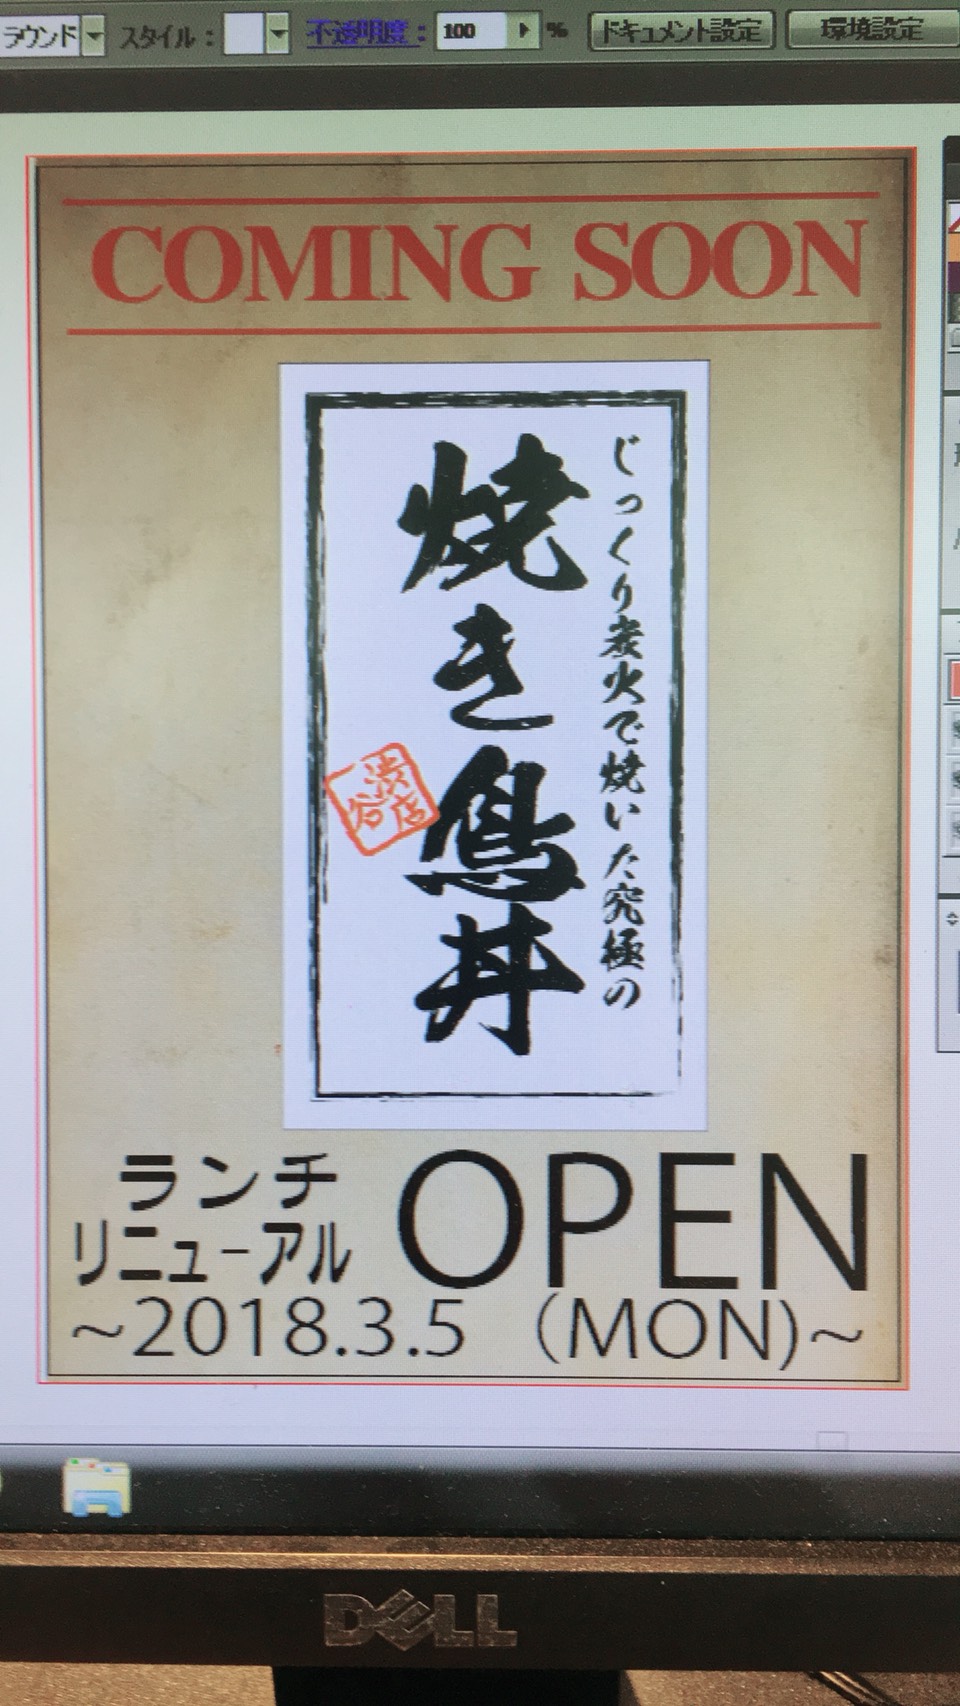 ラウンド
スタイル：
不透明度：
100
%
ドキュメント設定
環境設定
COMING SOON
じっくり炭火で焼いた究極の
焼き鳥丼
渋谷店
ランチ
リニューアル
OPEN
~2018.3.5 (MON)~
DELL